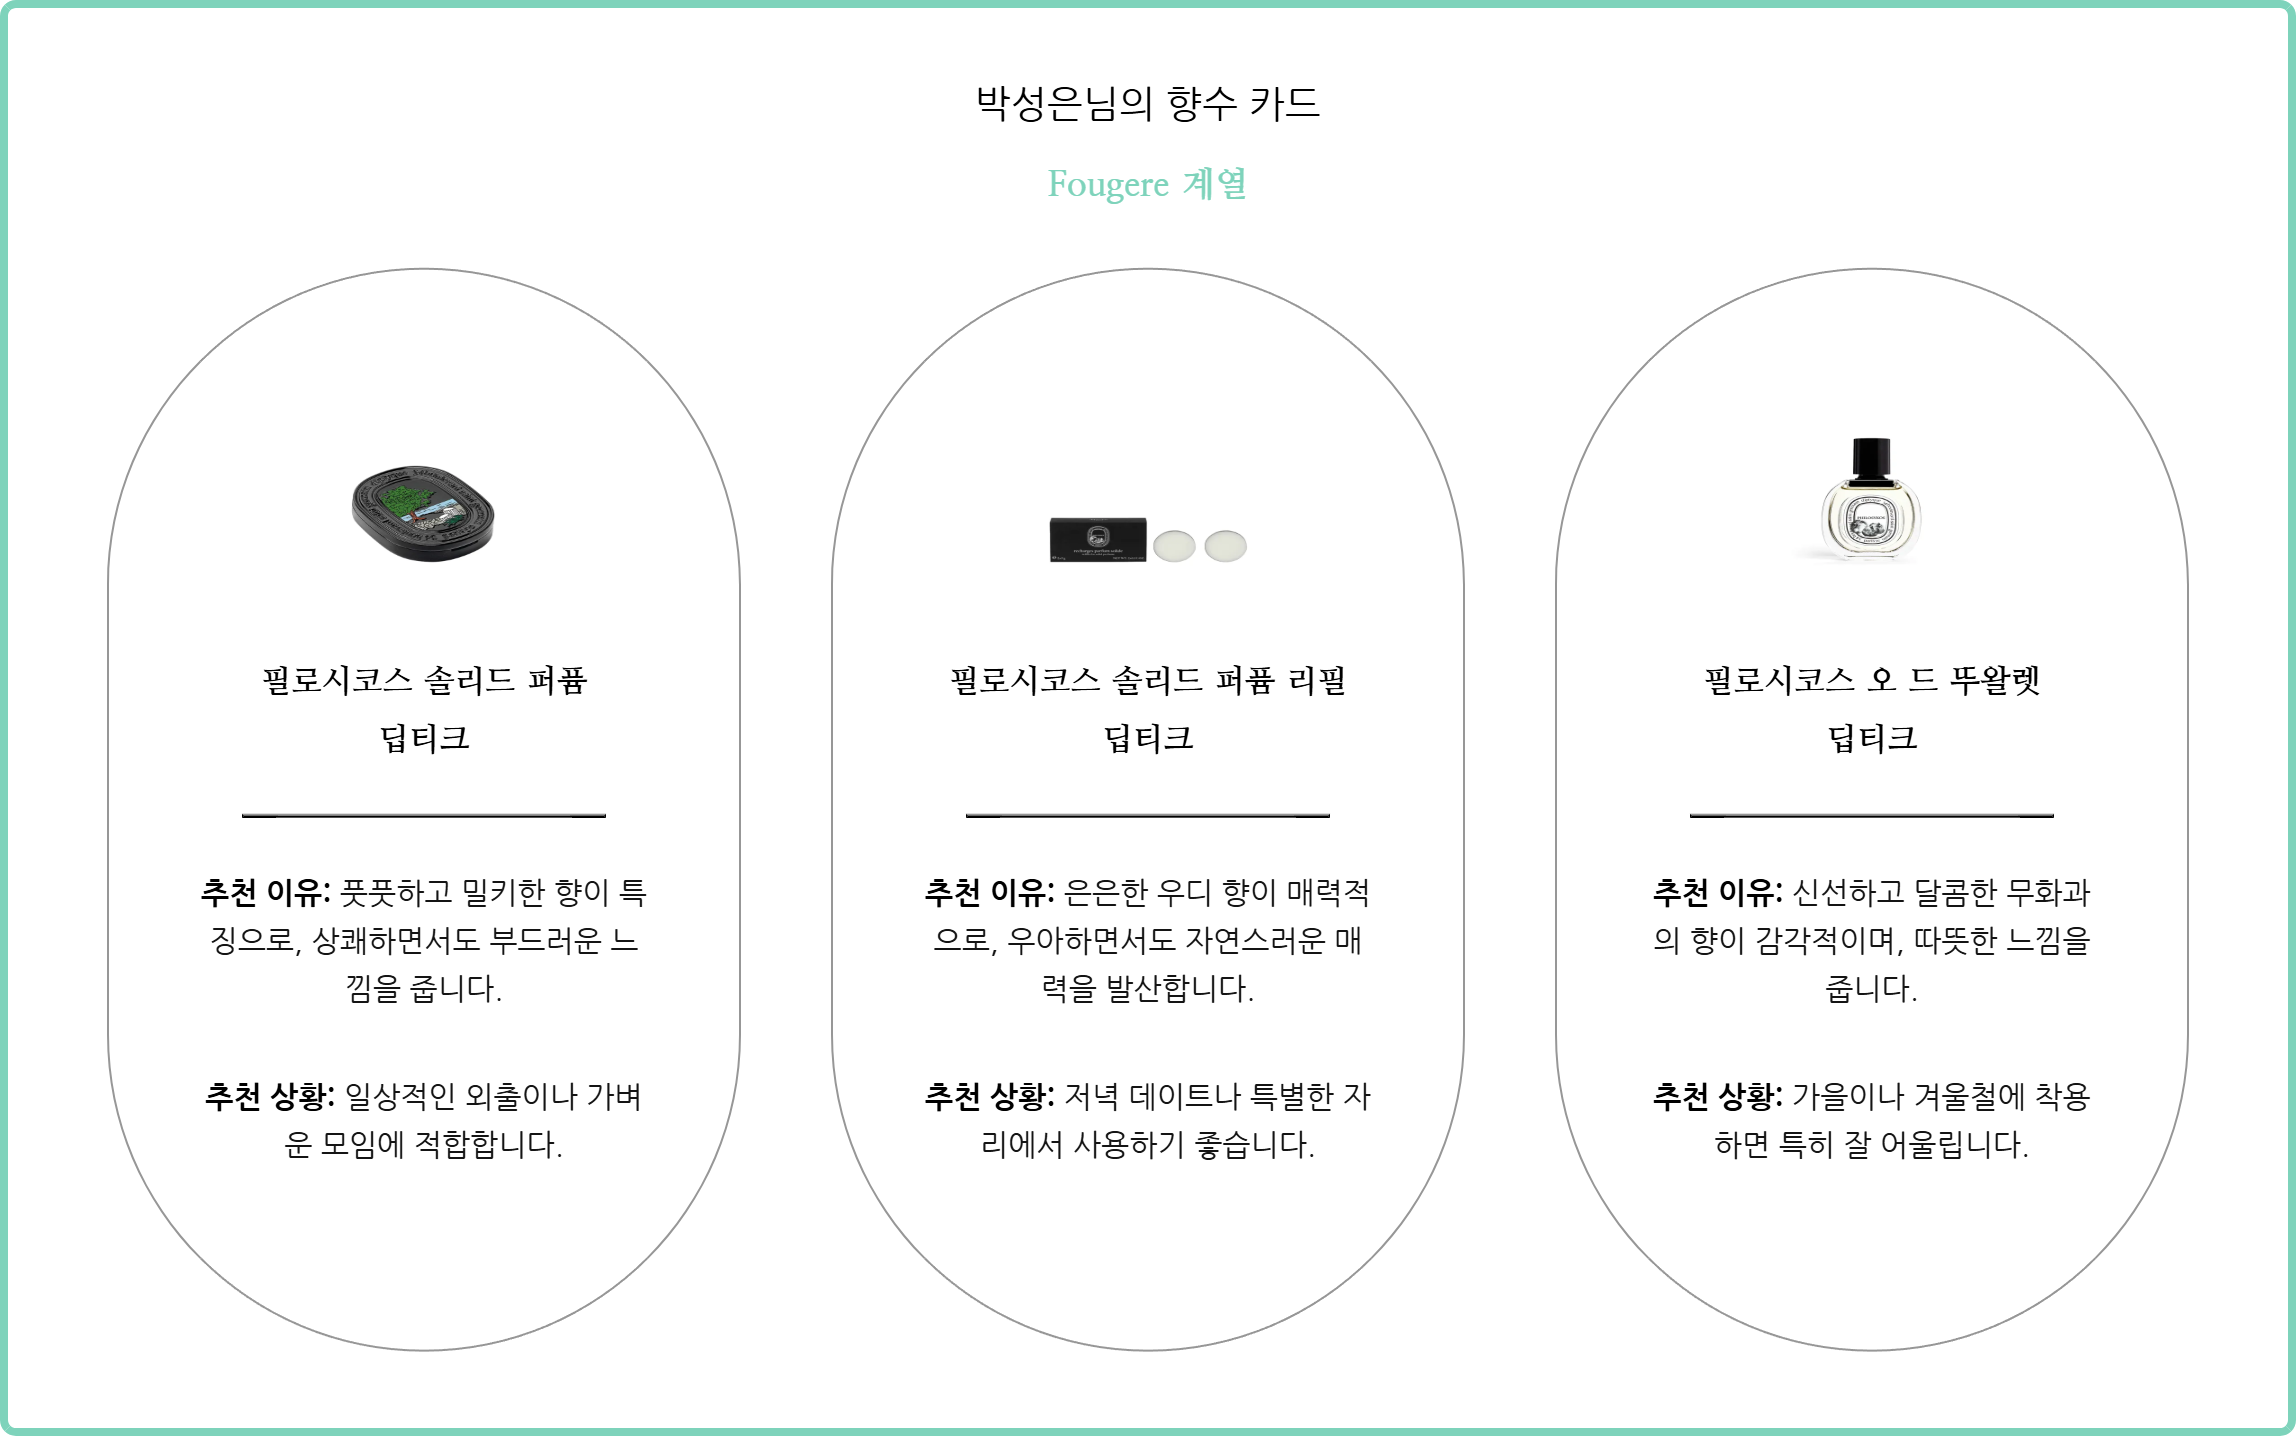 박성은님의 향수 카드
Fougere 계열
필로시코스 솔리드 퍼퓸
딥티크
추천 이유: 풋풋하고 밀키한 향이 특
징으로, 상쾌하면서도 부드러운 느
낌을 줍니다.
추천 상황: 일상적인 외출이나 가벼
운 모임에 적합합니다.
필로시코스 솔리드 퍼퓸 리필
딥티크
추천 이유: 은은한 우디 향이 매력적
으로, 우아하면서도 자연스러운 매
력을 발산합니다.
추천 상황: 저녁 데이트나 특별한 자
리에서 사용하기 좋습니다.
필로시코스 오 드 뚜왈렛
딥티크
추천 이유: 신선하고 달콤한 무화과
의 향이 감각적이며, 따뜻한 느낌을
줍니다.
추천 상황: 가을이나 겨울철에 착용
하면 특히 잘 어울립니다.